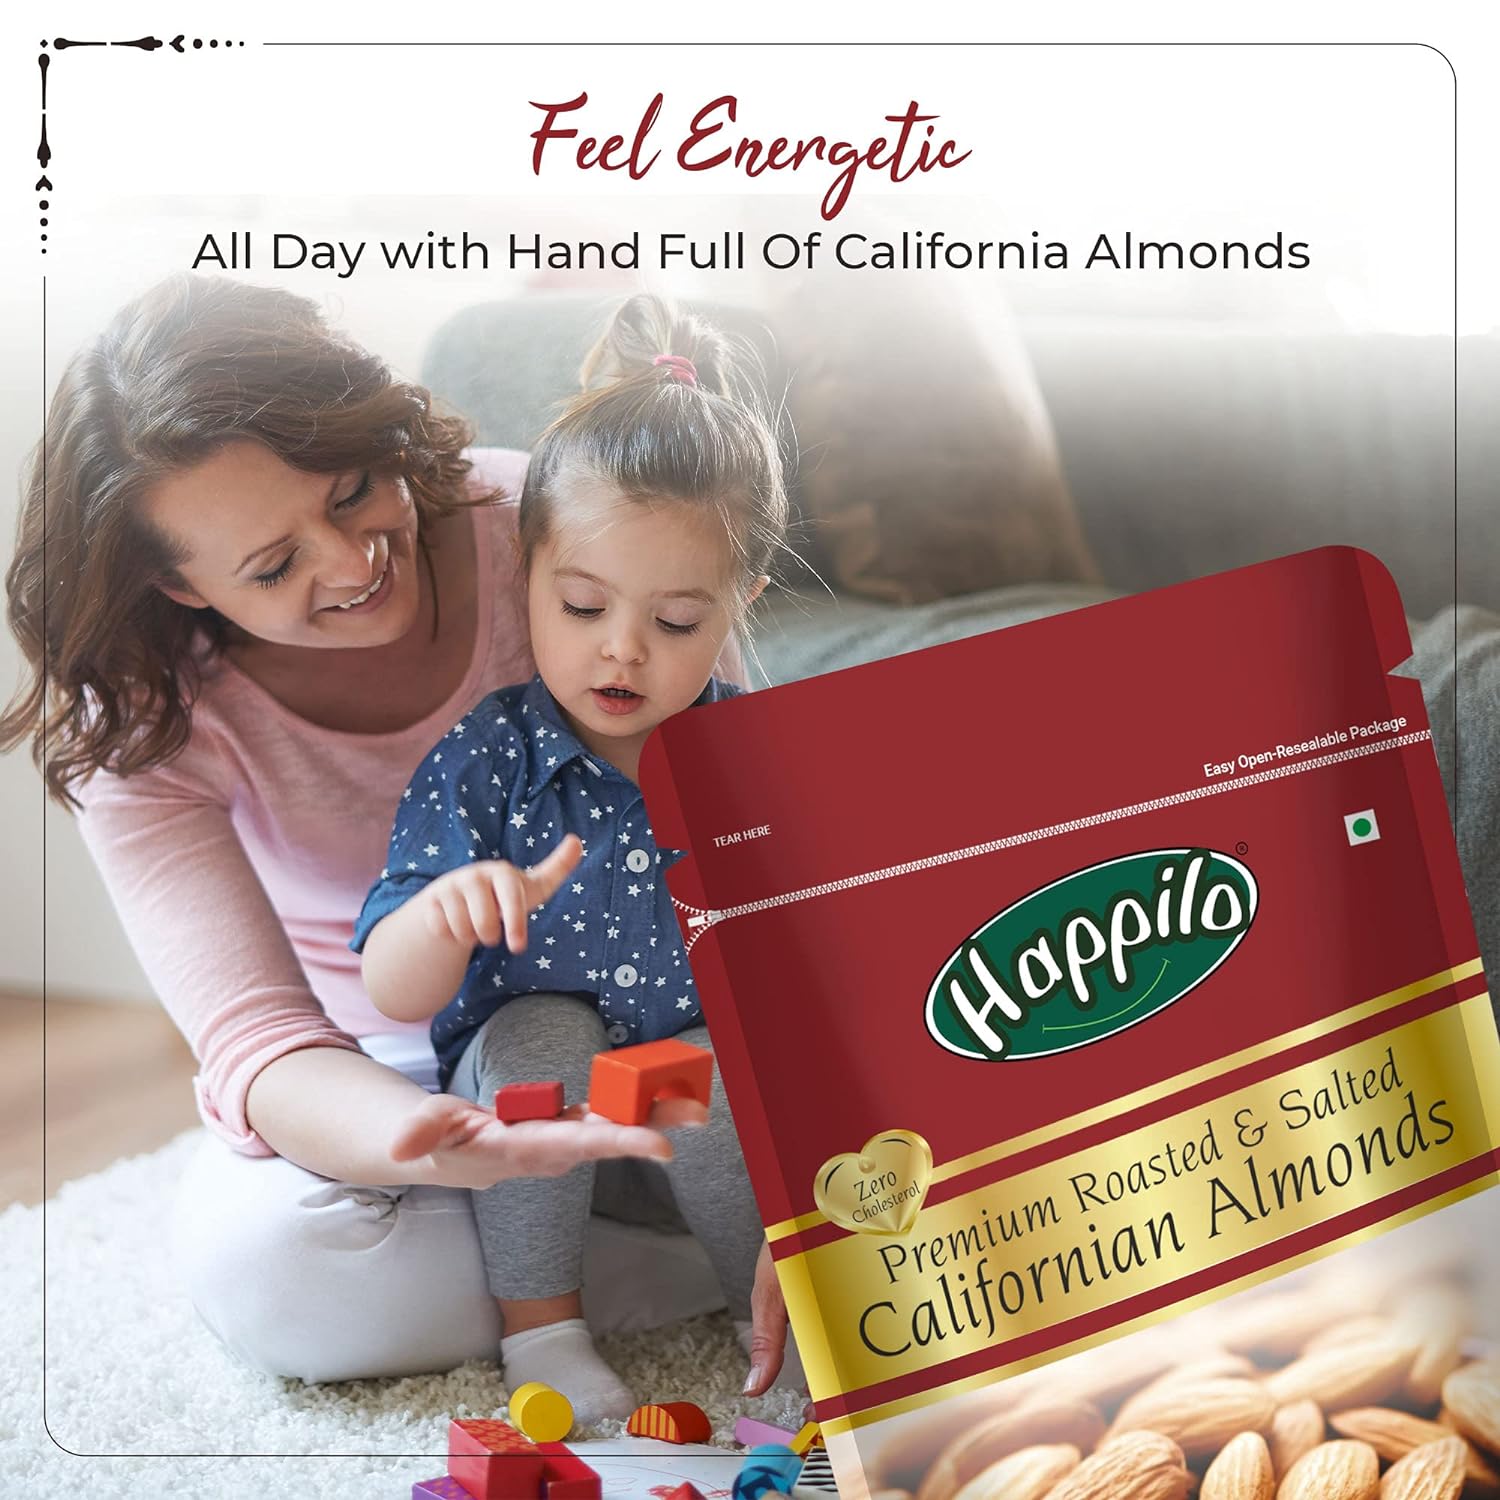 Feel Energetic
All Day with Hand Full Of California Almonds
Easy Open-Resealable Package
TEAR HERE
Happilo®
Zero
Cholesterol
Premium Roasted & Salted
Californian Almonds